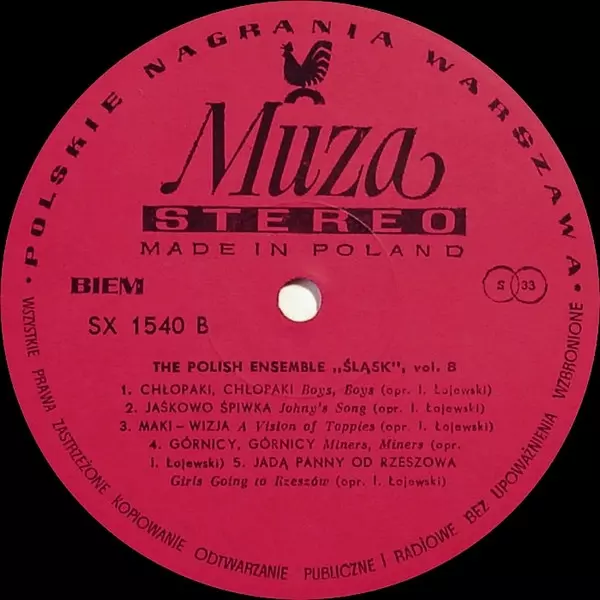 • POLSKIE NAGRANIA WARSZAWA •
Muza
STEREO
MADE IN POLAND
BIEM
S 33
SX 1540 B
THE POLISH ENSEMBLE „ŚLĄSK”, vol. 8
1. CHŁOPAKI, CHŁOPAKI Boys, Boys (opr. I. Łojewski)
2. JAŚKOWO ŚPIWKA Johny's Song (opr. I. Łojewski)
3. MAKI – WIZJA A Vision of Toppies (opr. I. Łojewski)
4. GÓRNICY, GÓRNICY Miners, Miners (opr.
I. Łojewski) 5. JADĄ PANNY OD RZESZOWA
Girls Going to Rzeszów (opr. I. Łojewski)
WSZYSTKIE PRAWA ZASTRZEŻONE KOPIOWANIE ODTWARZANIE PUBLICZNE I RADIOWE BEZ UPOWAŻNIENIA WZBRONIONE